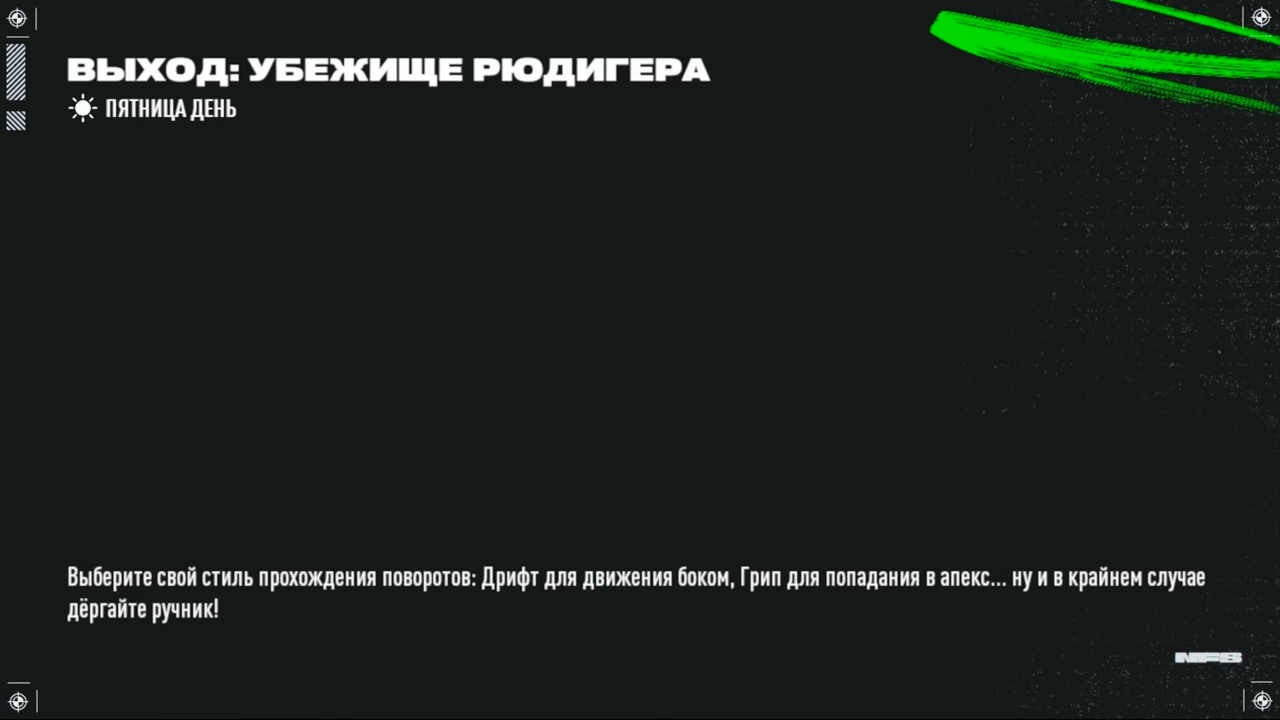 ВЫХОД: УБЕЖИЩЕ РЮДИГЕРА
ПЯТНИЦА ДЕНЬ
Выберите свой стиль прохождения поворотов: Дрифт для движения боком, Грип для попадания в апекс... ну и в крайнем случае
дёргайте ручник!
NFS